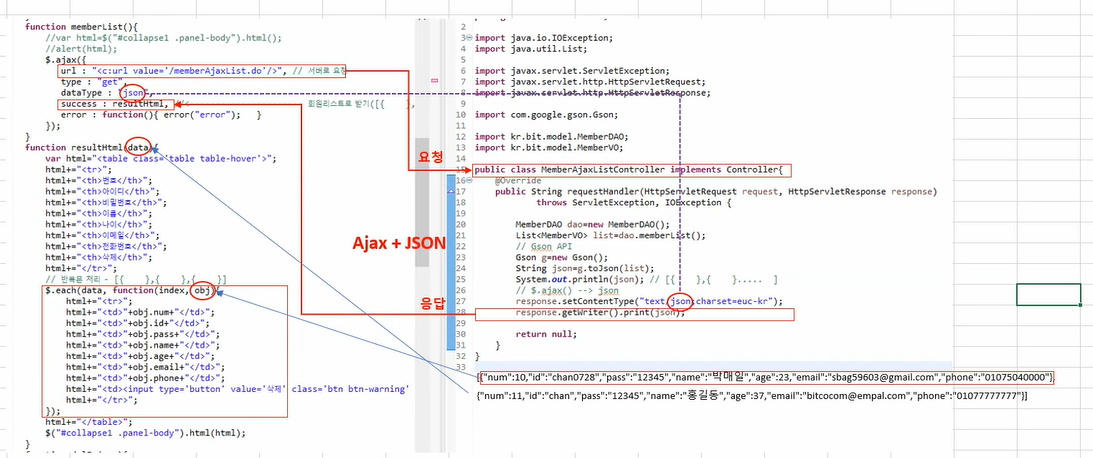 function memberList(){
//var html=$("#collapse1 .panel-body").html();
//alert(html);
$.ajax({
url : "<c:url value='/memberAjaxList.do'/>", // 서버로 요청
type : "get",
dataType : "json",
success : resultHtml, 회원리스트로 받기([{ },
error : function(){ error("error"); }
});
}
function resultHtml(data){
var html="<table class='table table-hover'>";
html+="<tr>";
html+="<th>번호</th>";
html+="<th>아이디</th>";
html+="<th>비밀번호</th>";
html+="<th>이름</th>";
html+="<th>나이</th>";
html+="<th>이메일</th>";
html+="<th>전화번호</th>";
html+="<th>삭제</th>";
html+="</tr>";
// 반복문 처리 - [{ },{ },{ }]
$.each(data, function(index, obj){
html+="<tr>";
html+="<td>"+obj.num+"</td>";
html+="<td>"+obj.id+"</td>";
html+="<td>"+obj.pass+"</td>";
html+="<td>"+obj.name+"</td>";
html+="<td>"+obj.age+"</td>";
html+="<td>"+obj.email+"</td>";
html+="<td>"+obj.phone+"</td>";
html+="<td><input type='button' value='삭제' class='btn btn-warning'
html+="</tr>";
});
html+="</table>";
$("#collapse1 .panel-body").html(html);
}
요청
Ajax + JSON
응답
2
3 import java.io.IOException;
4 import java.util.List;
5
6 import javax.servlet.ServletException;
7 import javax.servlet.http.HttpServletRequest;
8 import javax.servlet.http.HttpServletResponse;
9
10 import com.google.gson.Gson;
11
12 import kr.bit.model.MemberDAO;
13 import kr.bit.model.MemberVO;
14
15 public class MemberAjaxListController implements Controller{
16 @Override
17 public String requestHandler(HttpServletRequest request, HttpServletResponse response)
18 throws ServletException, IOException {
19
20 MemberDAO dao=new MemberDAO();
21 List<MemberVO> list=dao.memberList();
22 // Gson API
23 Gson g=new Gson();
24 String json=g.toJson(list);
25 System.out.println(json); // [{ },{ }..... ]
26 // $.ajax() --> json
27 response.setContentType("text/json;charset=euc-kr");
28 response.getWriter().print(json);
29
30 return null;
31 }
32 }
33
[{"num":10,"id":"chan0728","pass":"12345","name":"박매일","age":23,"email":"sbag59603@gmail.com","phone":"01075040000"},
{"num":11,"id":"chan","pass":"12345","name":"홍길동","age":37,"email":"bitcocom@empal.com","phone":"01077777777"}]